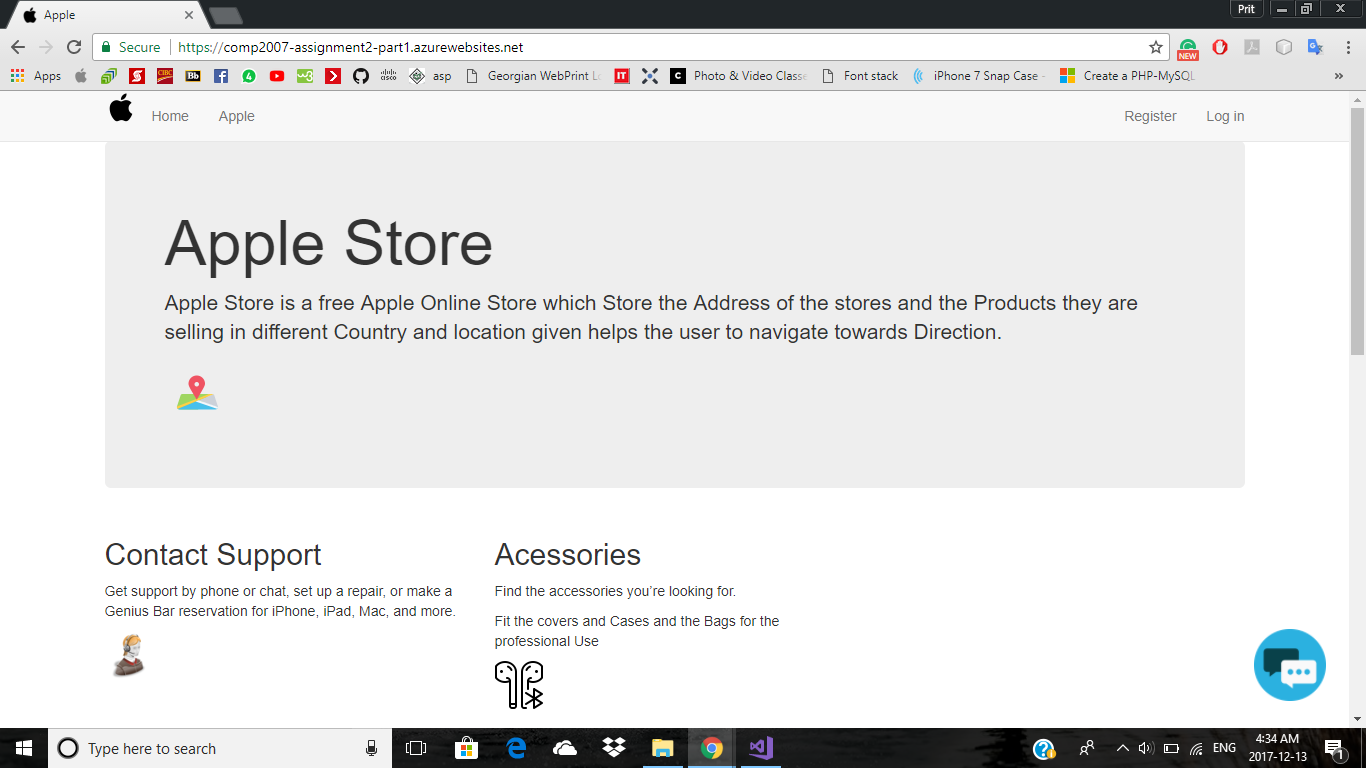 Apple
Prit
Secure
https://comp2007-assignment2-part1.azurewebsites.net
NEW
Apps
CIBC
Bb
cisco
asp
Georgian WebPrint Lo
IT
C
Photo & Video Classe
Font stack
iPhone 7 Snap Case -
Create a PHP-MySQL
»
Home
Apple
Register
Log in
Apple Store
Apple Store is a free Apple Online Store which Store the Address of the stores and the Products they are
selling in different Country and location given helps the user to navigate towards Direction.
Contact Support
Get support by phone or chat, set up a repair, or make a
Genius Bar reservation for iPhone, iPad, Mac, and more.
Acessories
Find the accessories you’re looking for.
Fit the covers and Cases and the Bags for the
professional Use
Type here to search
ENG
4:34 AM
2017-12-13
1